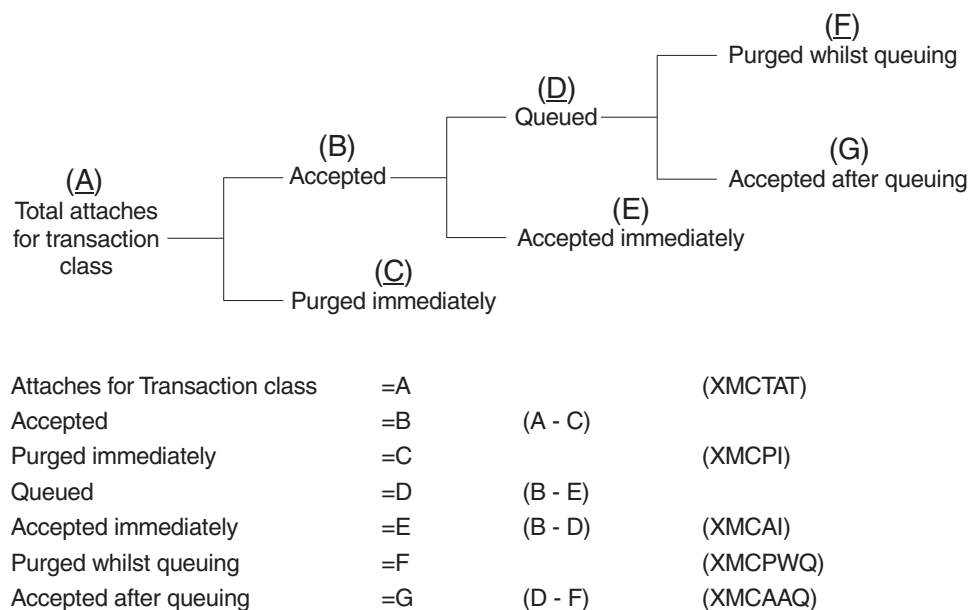 (F)
Purged whilst queuing
(D)
Queued
(B)
Accepted
(G)
Accepted after queuing
(A)
Total attaches
for transaction
class
(E)
Accepted immediately
(C)
Purged immediately
Attaches for Transaction class =A (XMCTAT)
Accepted =B (A - C)
Purged immediately =C (XMCPI)
Queued =D (B - E)
Accepted immediately =E (B - D) (XMCAI)
Purged whilst queuing =F (XMCPWQ)
Accepted after queuing =G (D - F) (XMCAAQ)